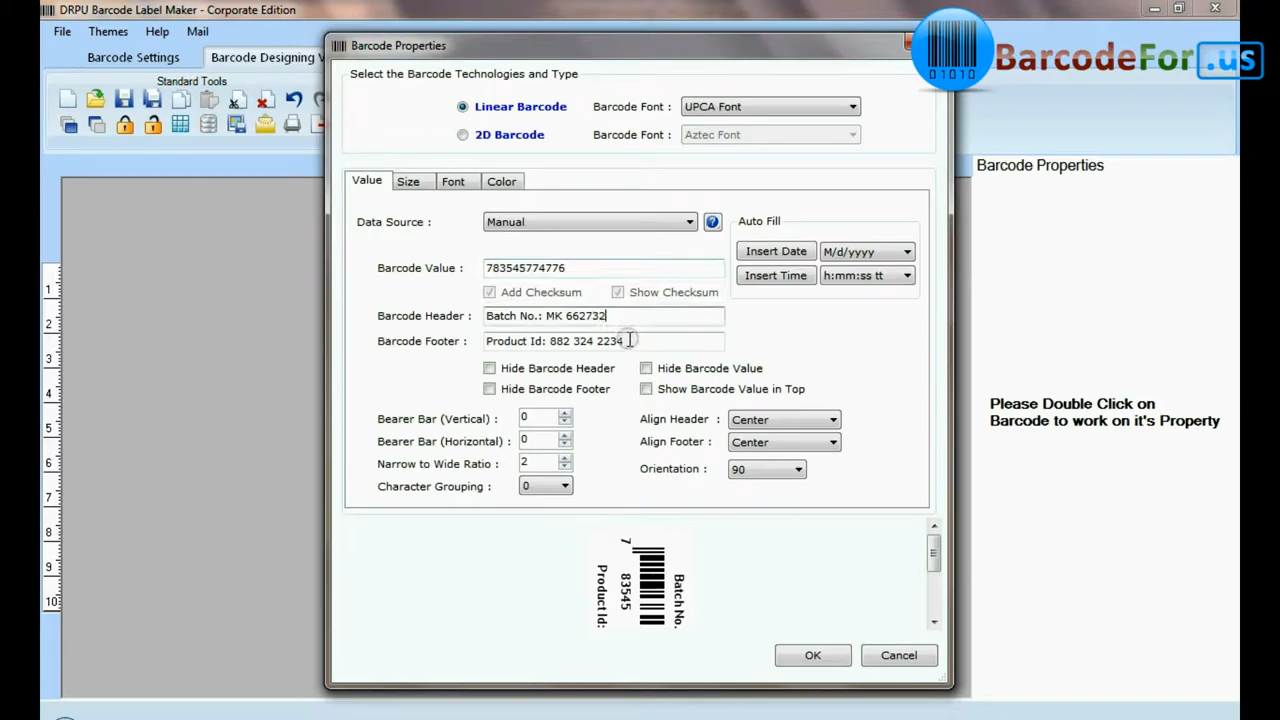 DRPU Barcode Label Maker - Corporate Edition
File Themes Help Mail
Barcode Settings Barcode Designing V
Standard Tools
BarcodeFor.us
01010
Barcode Properties
Select the Barcode Technologies and Type
Linear Barcode Barcode Font : UPCA Font
2D Barcode Barcode Font : Aztec Font
Value Size Font Color
Data Source : Manual
Auto Fill
Insert Date M/d/yyyy
Insert Time h:mm:ss tt
Barcode Value : 783545774776
Add Checksum Show Checksum
Barcode Header : Batch No.: MK 662732
Barcode Footer : Product Id: 882 324 2234
Hide Barcode Header Hide Barcode Value
Hide Barcode Footer Show Barcode Value in Top
Bearer Bar (Vertical) : 0 Align Header : Center
Bearer Bar (Horizontal) : 0 Align Footer : Center
Narrow to Wide Ratio : 2 Orientation : 90
Character Grouping : 0
Product Id:
7 83545
Batch No.
OK Cancel
Barcode Properties
Please Double Click on
Barcode to work on it's Property
1
2
3
4
5
6
7
8
9
10